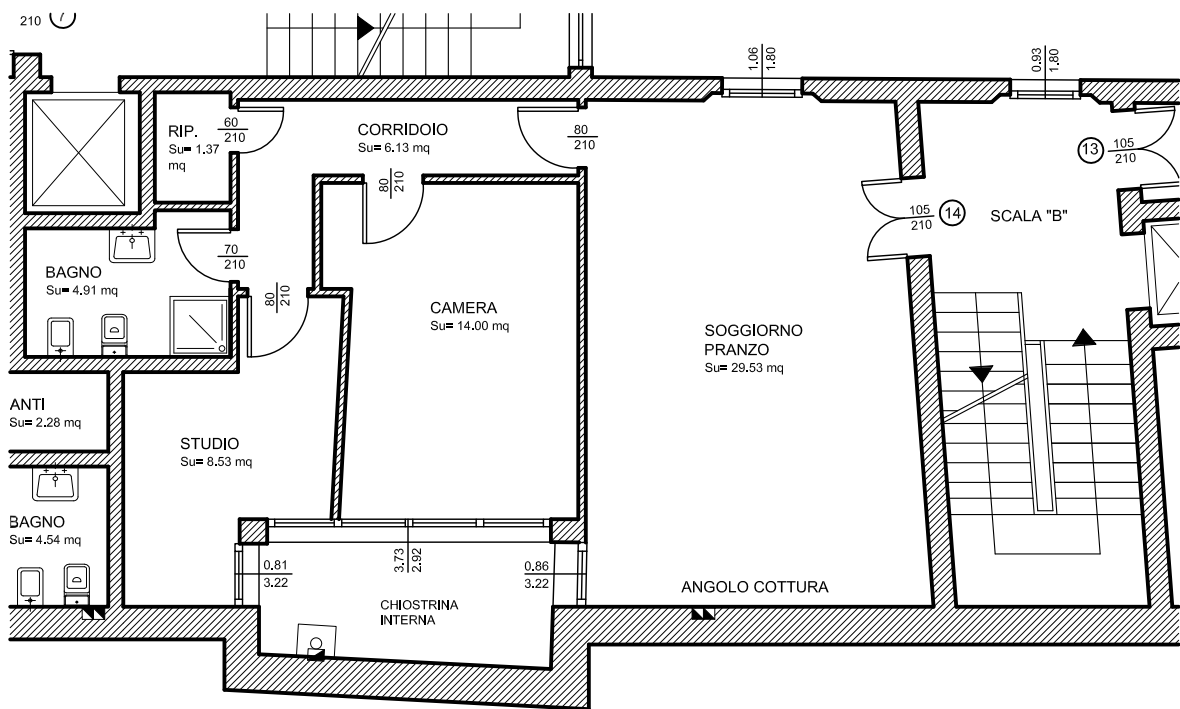 210 7
1.06
1.80
0.93
1.80
RIP.
Su= 1.37
mq
60
210
CORRIDOIO
Su= 6.13 mq
80
210
80
210
13 105
210
105 14
210
SCALA "B"
BAGNO
Su= 4.91 mq
70
210
80
210
CAMERA
Su= 14.00 mq
SOGGIORNO
PRANZO
Su= 29.53 mq
ANTI
Su= 2.28 mq
STUDIO
Su= 8.53 mq
BAGNO
Su= 4.54 mq
0.81
3.22
3.73
2.92
0.86
3.22
CHIOSTRINA
INTERNA
ANGOLO COTTURA